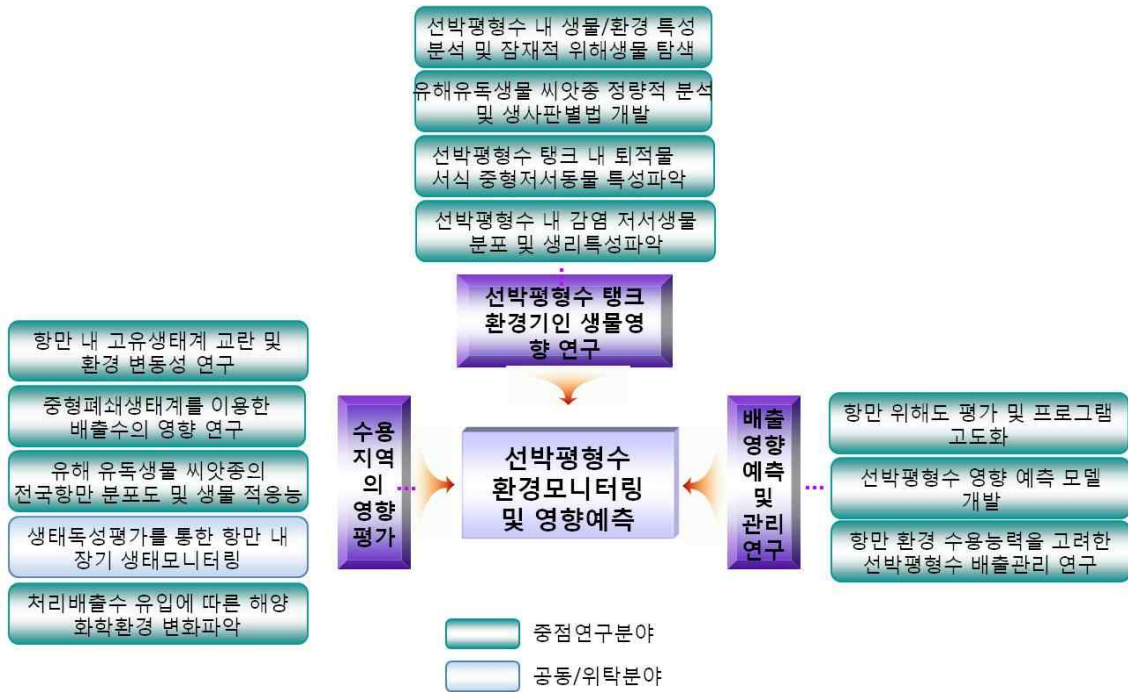 선박평형수 내 생물/환경 특성
분석 및 잠재적 위해생물 탐색
유해유독생물 씨앗종 정량적 분석
및 생사판별법 개발
선박평형수 탱크 내 퇴적물
서식 중형저서동물 특성파악
선박평형수 내 감염 저서생물
분포 및 생리특성파악
선박평형수 탱크
환경기인 생물영
향 연구
항만 내 고유생태계 교란 및
환경 변동성 연구
중형폐쇄생태계를 이용한
배출수의 영향 연구
유해 유독생물 씨앗종의
전국항만 분포도 및 생물 적응능
생태독성평가를 통한 항만 내
장기 생태모니터링
처리배출수 유입에 따른 해양
화학환경 변화파악
수용
지역
의
영향
평가
선박평형수
환경모니터링
및 영향예측
배출
영향
예측
및
관리
연구
항만 위해도 평가 및 프로그램
고도화
선박평형수 영향 예측 모델
개발
항만 환경 수용능력을 고려한
선박평형수 배출관리 연구
중점연구분야
공동/위탁분야